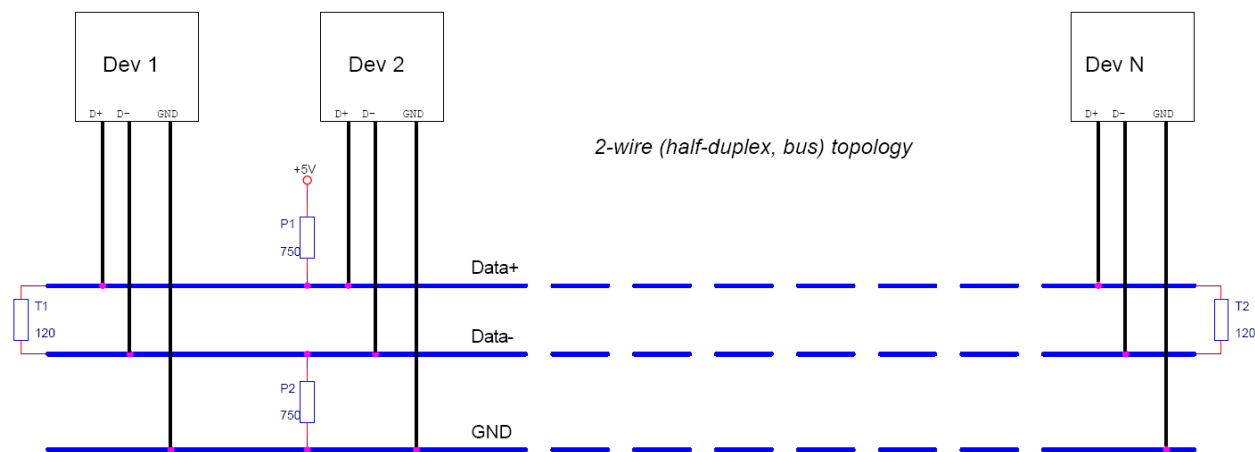 Dev 1
Dev 2
Dev N
D+ D- GND
D+ D- GND
D+ D- GND
2-wire (half-duplex, bus) topology
+5V
P1
750
Data+
T1
120
T2
120
Data-
P2
750
GND